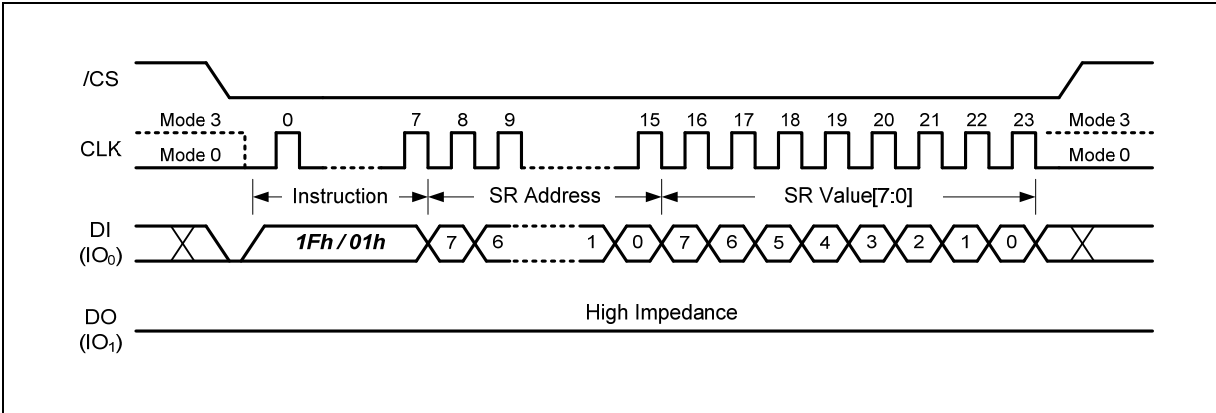 /CS
Mode 3 0 7 8 9 15 16 17 18 19 20 21 22 23 Mode 3
CLK
Mode 0 Mode 0
Instruction SR Address SR Value[7:0]
DI
(IO₀)
1Fh / 01h 7 6 1 0 7 6 5 4 3 2 1 0
High Impedance
DO
(IO₁)